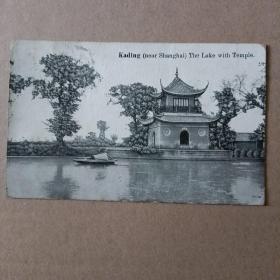 Kading (near Shanghai) The Lake with Temple.